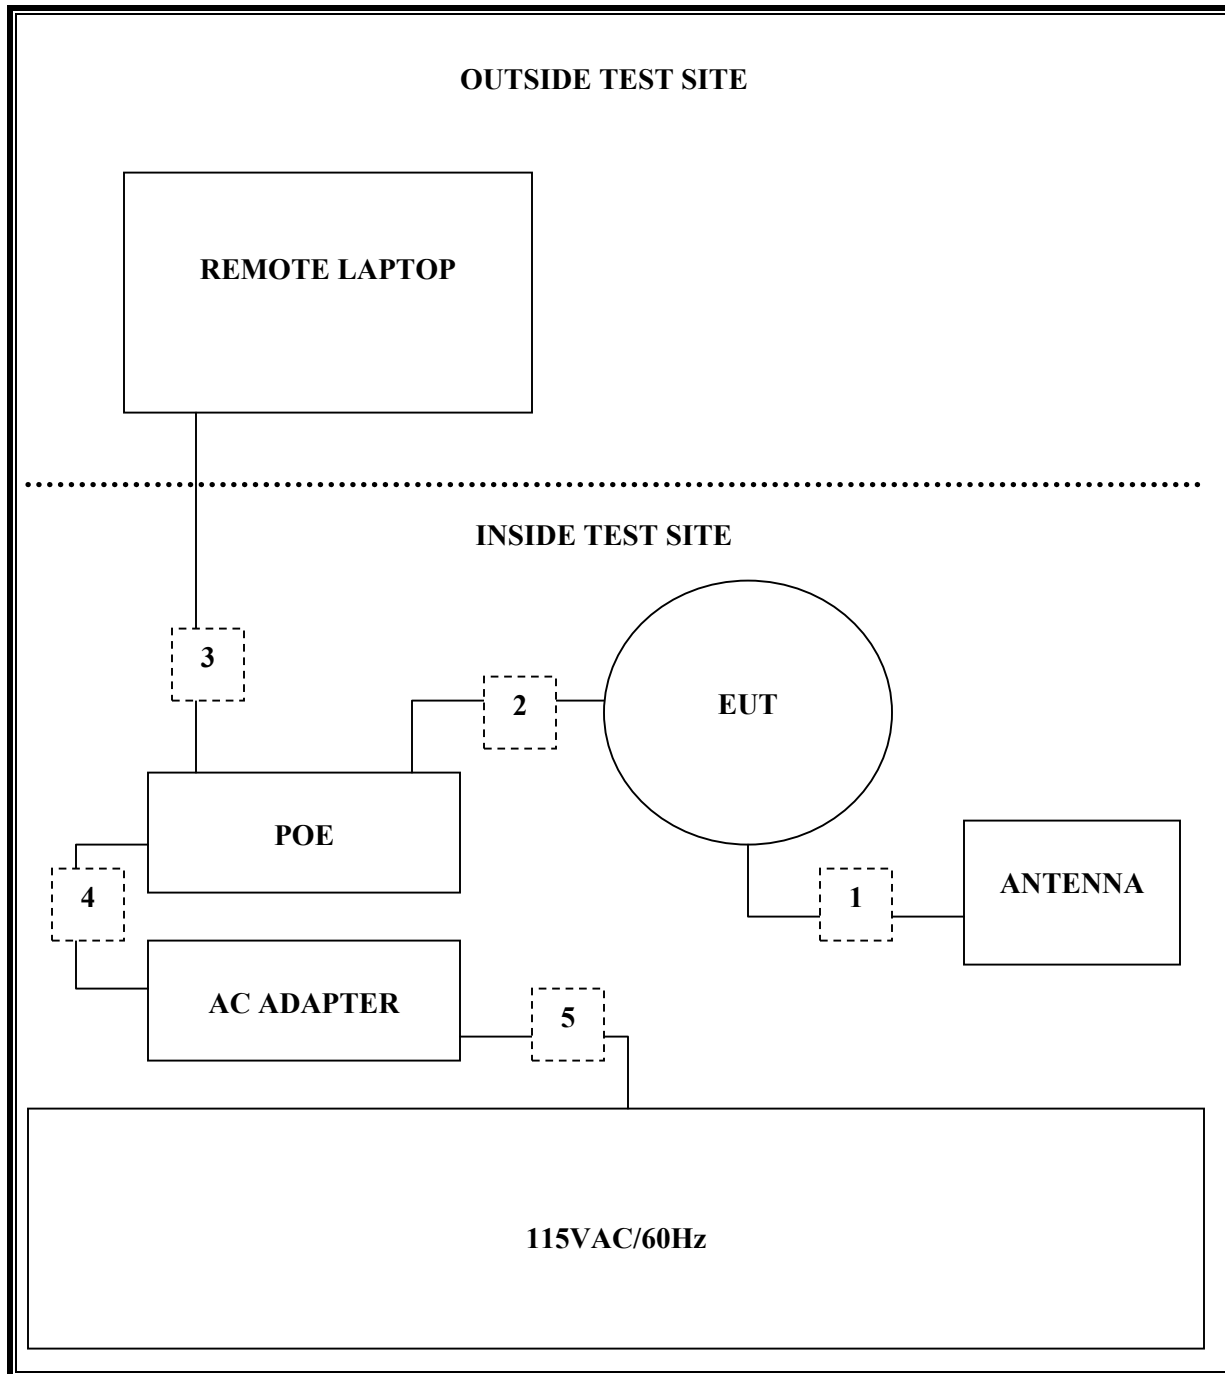 OUTSIDE TEST SITE
REMOTE LAPTOP
INSIDE TEST SITE
3
2
EUT
POE
4
1
ANTENNA
AC ADAPTER
5
115VAC/60Hz